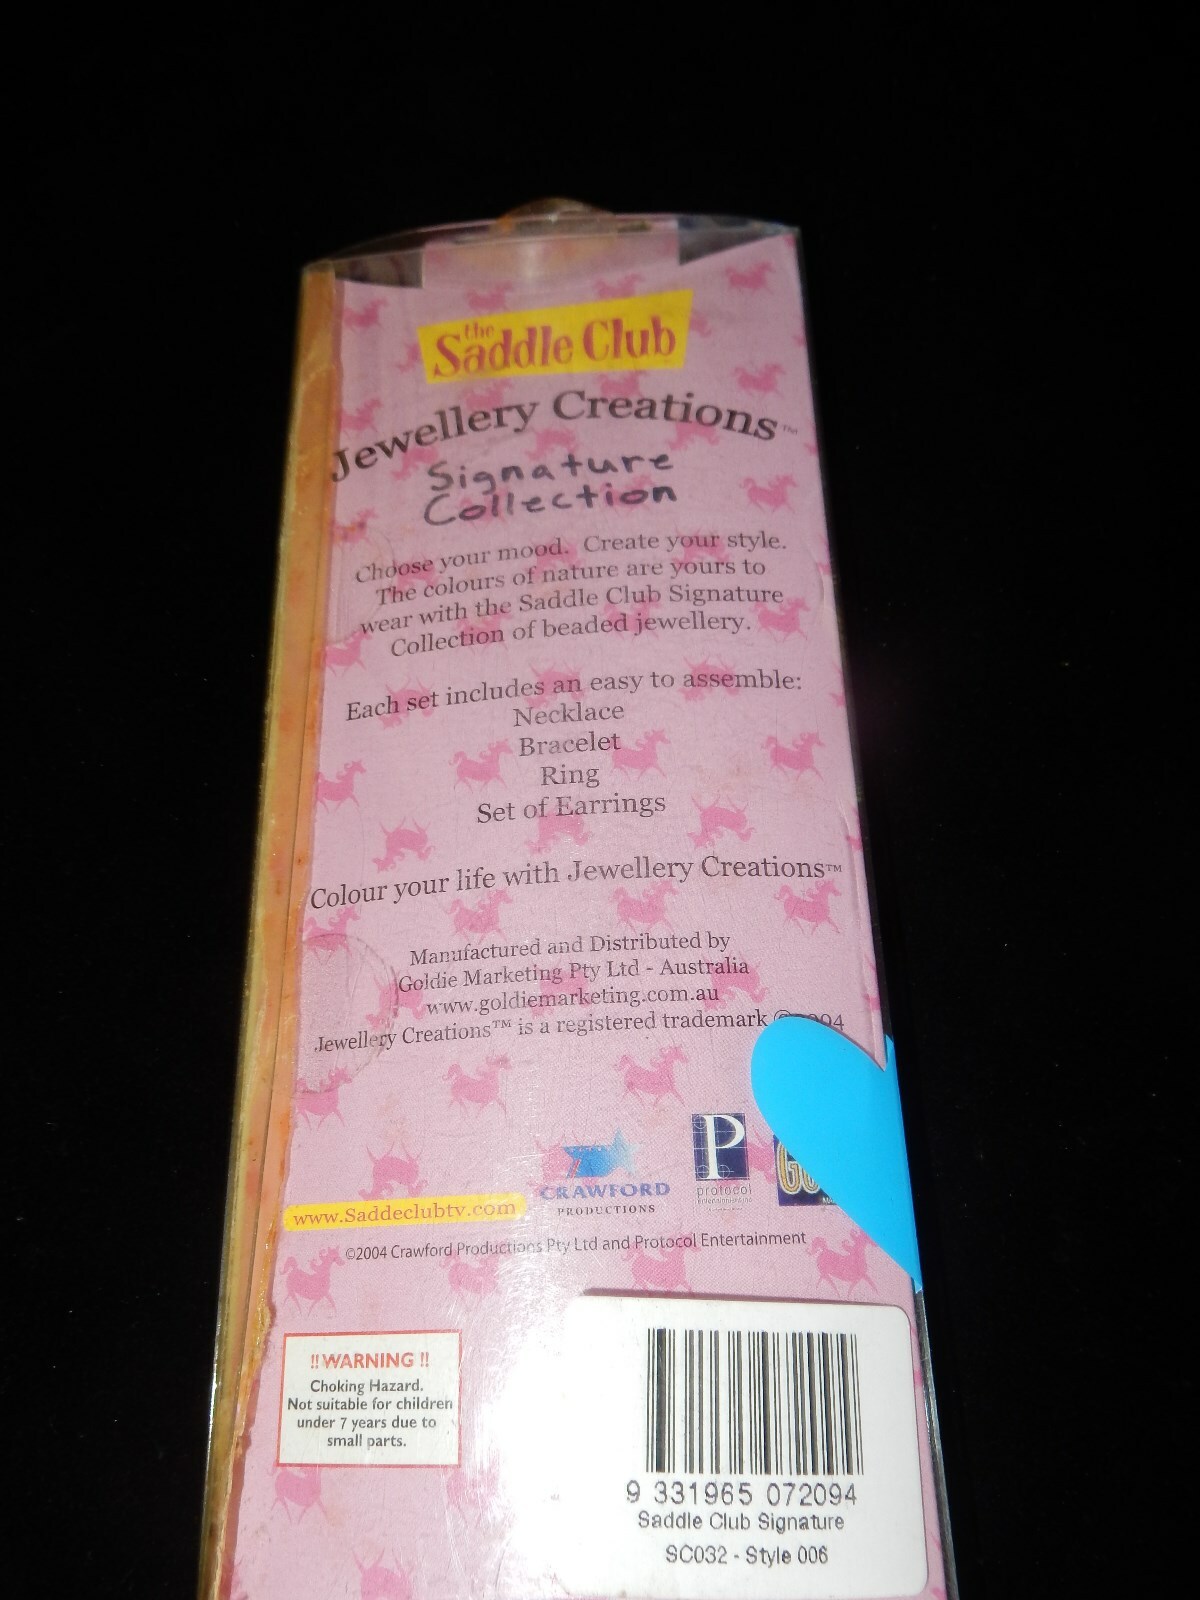 the
Saddle Club
Jewellery Creations™
Signature
Collection
Choose your mood. Create your style.
The colours of nature are yours to
wear with the Saddle Club Signature
Collection of beaded jewellery.
Each set includes an easy to assemble:
Necklace
Bracelet
Ring
Set of Earrings
Colour your life with Jewellery Creations™
Manufactured and Distributed by
Goldie Marketing Pty Ltd - Australia
www.goldiemarketing.com.au
Jewellery Creations™ is a registered trademark
P
protocol
CRAWFORD
PRODUCTIONS
www.Saddeclubtv.com
©2004 Crawford Productions Pty Ltd and Protocol Entertainment
!! WARNING !!
Choking Hazard.
Not suitable for children
under 7 years due to
small parts.
9 331965 072094
Saddle Club Signature
SC032 - Style 006